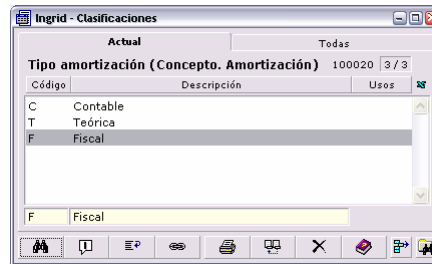 Ingrid - Clasificaciones
Actual Todas
Tipo amortización (Concepto. Amortización) 100020 3 / 3
Código Descripción Usos
C Contable
T Teórica
F Fiscal
F Fiscal